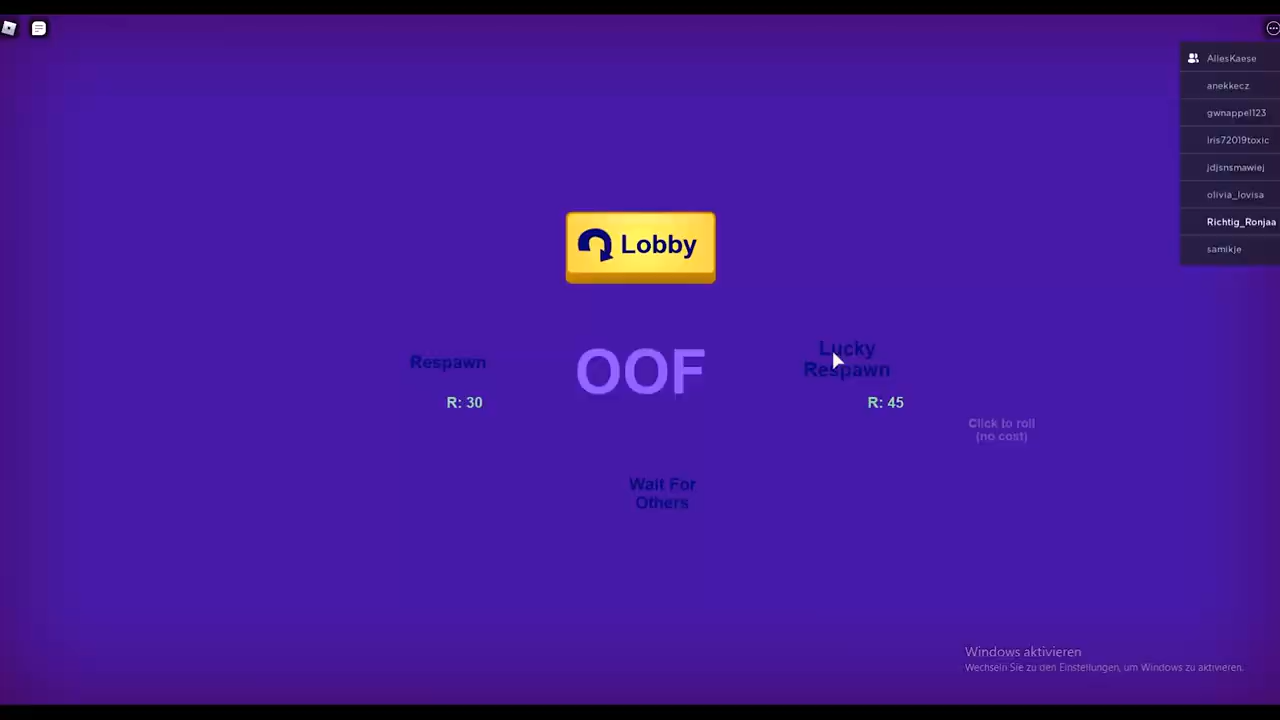 AllesKaese
anekkecz
gwnappel123
Iris72019toxic
jdjsnsmawiej
olivia_lovisa
Richtig_Ronjaa
samikje
Lobby
Respawn
R: 30
OOF
Lucky
Respawn
R: 45
Click to roll
(no cost)
Wait For
Others
Windows aktivieren
Wechseln Sie zu den Einstellungen, um Windows zu aktivieren.